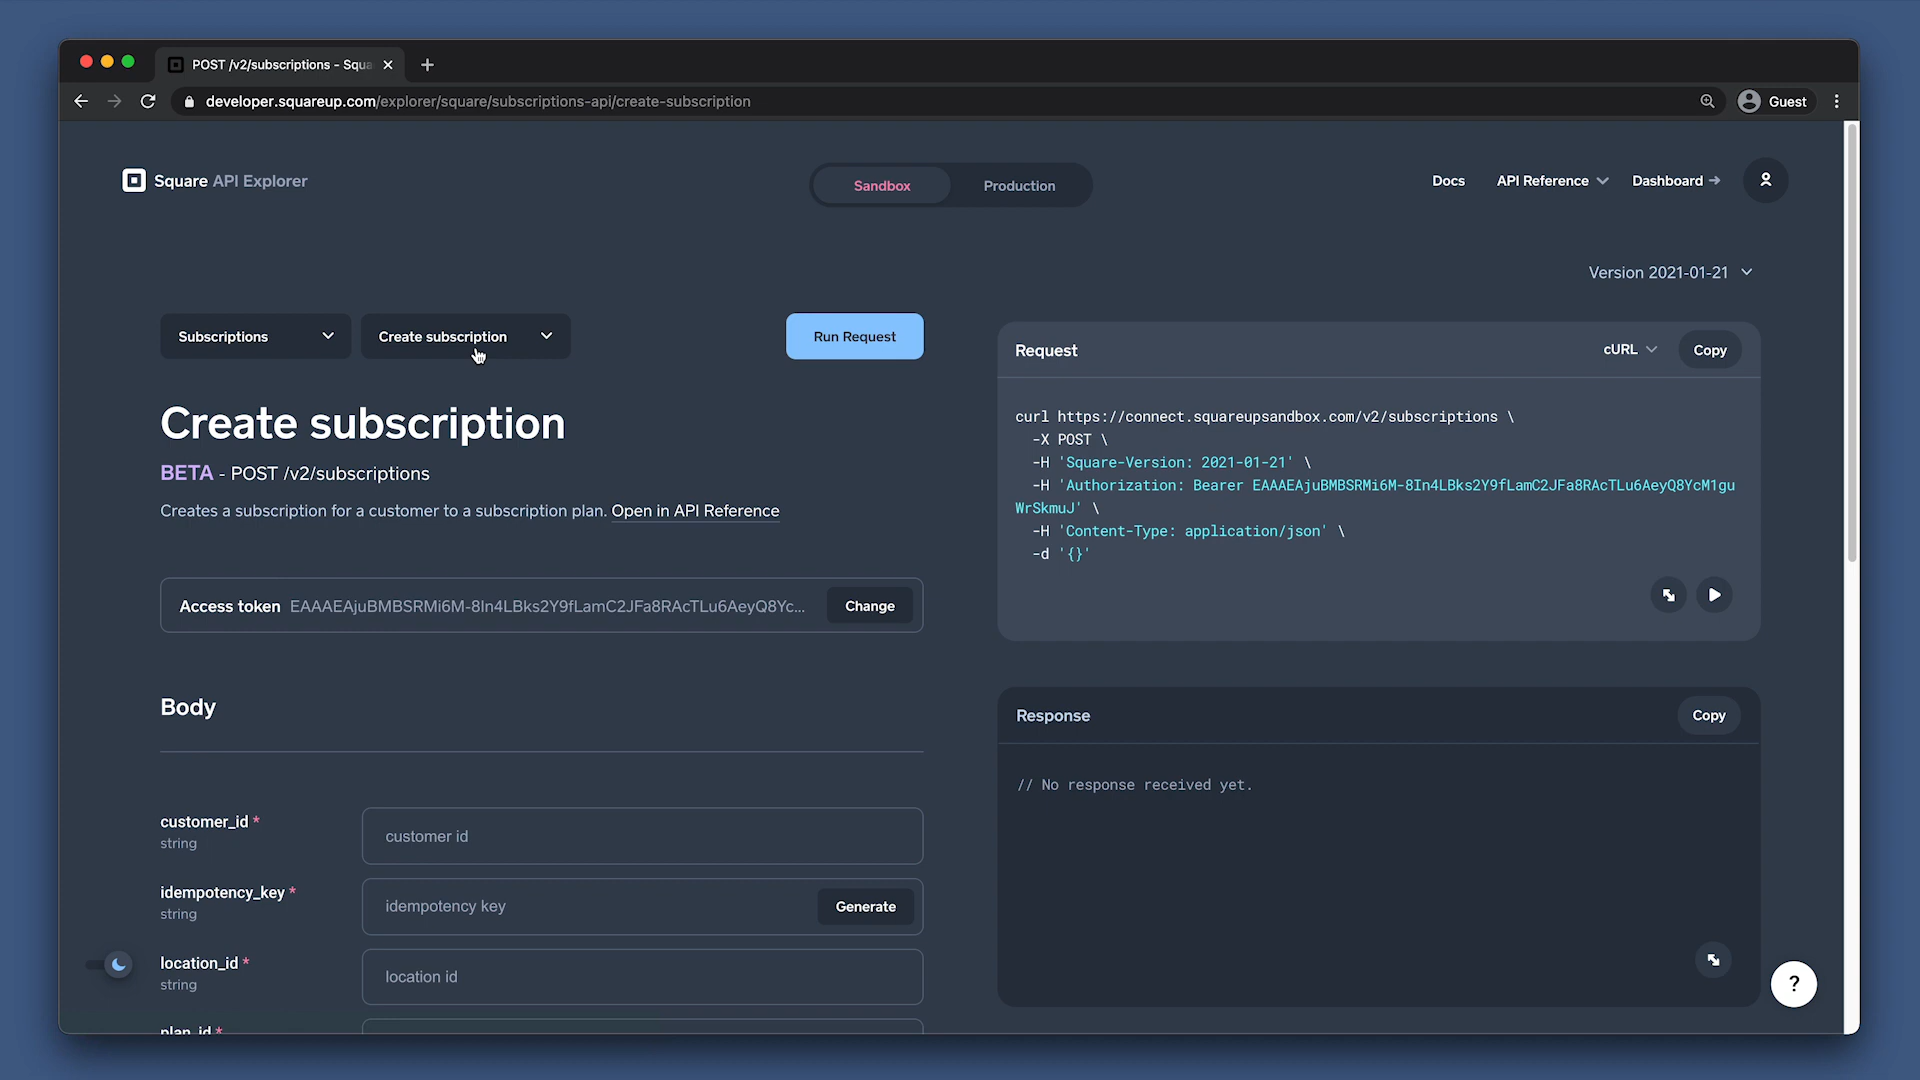 POST /v2/subscriptions - Squa
developer.squareup.com/explorer/square/subscriptions-api/create-subscription
Guest
Square API Explorer
Sandbox
Production
Docs
API Reference
Dashboard →
Version 2021-01-21
Subscriptions
Create subscription
Run Request
Create subscription
BETA - POST /v2/subscriptions
Creates a subscription for a customer to a subscription plan. Open in API Reference
Access token EAAAEAjuBMBSRMi6M-8In4LBks2Y9fLamC2JFa8RAcTLu6AeyQ8Yc...
Change
Body
customer_id *
string
customer id
idempotency_key *
string
idempotency key
Generate
location_id *
string
location id
plan_id *
Request
cURL
Copy
curl https://connect.squareupsandbox.com/v2/subscriptions \
-X POST \
-H 'Square-Version: 2021-01-21' \
-H 'Authorization: Bearer EAAAEAjuBMBSRMi6M-8In4LBks2Y9fLamC2JFa8RAcTLu6AeyQ8YcM1gu
WrSkmuJ' \
-H 'Content-Type: application/json' \
-d '{}'
Response
Copy
// No response received yet.
?